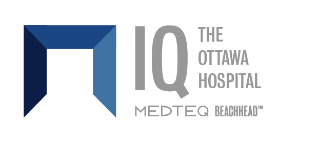 IQ
THE
OTTAWA
HOSPITAL
MEDTEQ BEACHHEAD™